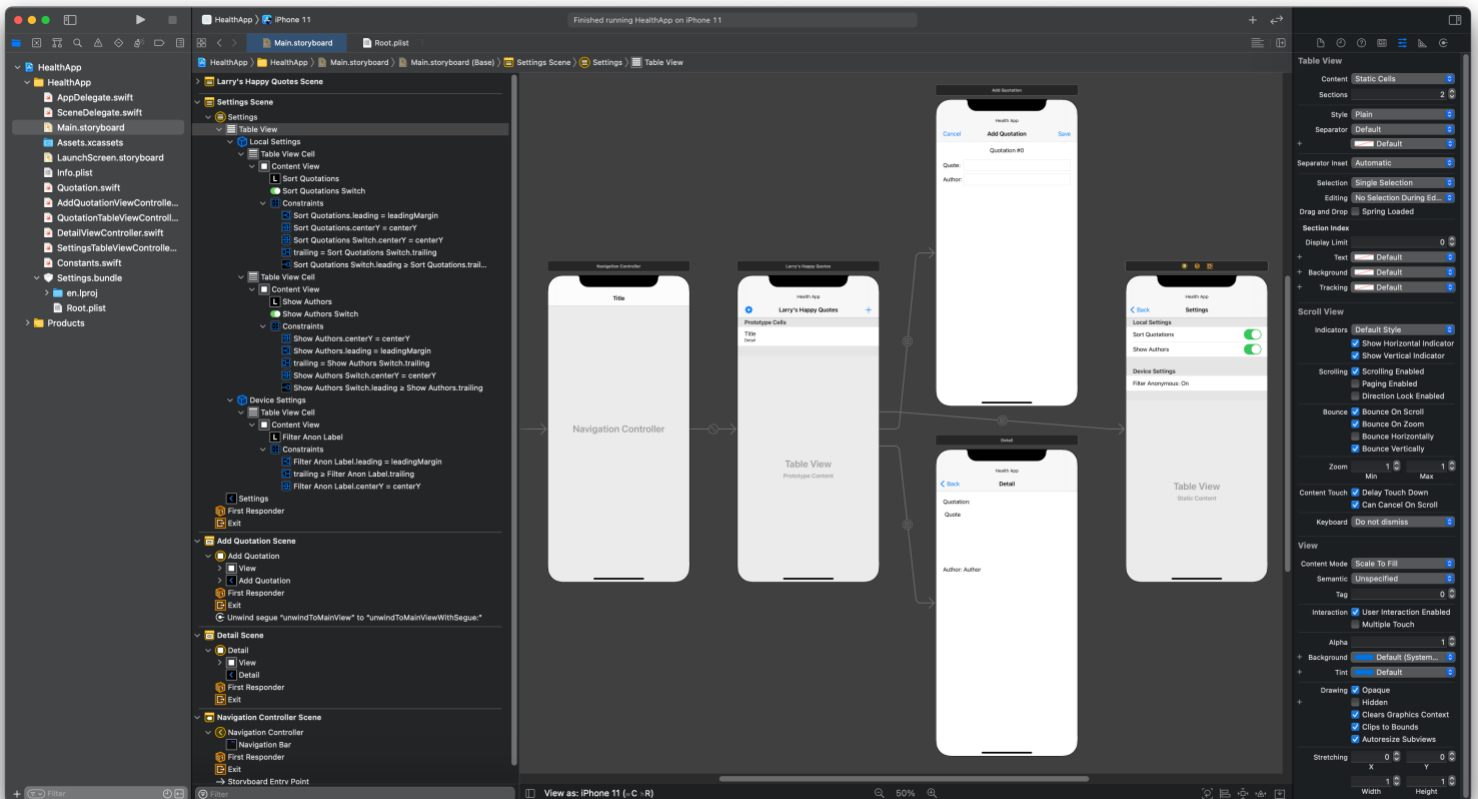 HealthApp
iPhone 11
Finished running HealthApp on iPhone 11
Main.storyboard
Root.plist
HealthApp
HealthApp
Main.storyboard
Main.storyboard (Base)
Settings Scene
Settings
Table View
HealthApp
HealthApp
AppDelegate.swift
SceneDelegate.swift
Main.storyboard
Assets.xcassets
LaunchScreen.storyboard
Info.plist
Quotation.swift
AddQuotationViewControlle...
QuotationTableViewControll...
DetailViewController.swift
SettingsTableViewControlle...
Constants.swift
Settings.bundle
en.lproj
Root.plist
Products
Filter
Larry's Happy Quotes Scene
Settings Scene
Settings
Table View
Local Settings
Table View Cell
Content View
L Sort Quotations
Sort Quotations Switch
Constraints
Sort Quotations.leading = leadingMargin
Sort Quotations.centerY = centerY
Sort Quotations Switch.centerY = centerY
trailing = Sort Quotations Switch.trailing
Sort Quotations Switch.leading ≥ Sort Quotations.trail...
Table View Cell
Content View
L Show Authors
Show Authors Switch
Constraints
Show Authors.centerY = centerY
Show Authors.leading = leadingMargin
trailing = Show Authors Switch.trailing
Show Authors Switch.centerY = centerY
Show Authors Switch.leading ≥ Show Authors.trailing
Device Settings
Table View Cell
Content View
L Filter Anon Label
Constraints
Filter Anon Label.leading = leadingMargin
trailing ≥ Filter Anon Label.trailing
Filter Anon Label.centerY = centerY
Settings
First Responder
Exit
Add Quotation Scene
Add Quotation
View
Add Quotation
First Responder
Exit
Unwind segue "unwindToMainView" to "unwindToMainViewWithSegue:"
Detail Scene
Detail
View
Detail
First Responder
Exit
Navigation Controller Scene
Navigation Controller
Navigation Bar
First Responder
Exit
Storyboard Entry Point
Filter
Navigation Controller
Title
Navigation Controller
Larry's Happy Quotes
Health App
Larry's Happy Quotes
Prototype Cells
Title
Detail
Table View
Prototype Content
Add Quotation
Health App
Cancel
Add Quotation
Save
Quotation #0
Quote:
Author:
Detail
Health App
Back
Detail
Quotation:
Quote
Author: Author
Health App
Back
Settings
Local Settings
Sort Quotations
Show Authors
Device Settings
Filter Anonymous: On
Table View
Static Content
View as: iPhone 11 (wC hR)
50%
Table View
Content Static Cells
Sections 2
Style Plain
Separator Default
Default
Separator Inset Automatic
Selection Single Selection
Editing No Selection During Ed...
Drag and Drop Spring Loaded
Section Index
Display Limit 0
Text Default
Background Default
Tracking Default
Scroll View
Indicators Default Style
Show Horizontal Indicator
Show Vertical Indicator
Scrolling Scrolling Enabled
Paging Enabled
Direction Lock Enabled
Bounce Bounce On Scroll
Bounce On Zoom
Bounce Horizontally
Bounce Vertically
Zoom 1 1
Min Max
Content Touch Delay Touch Down
Can Cancel On Scroll
Keyboard Do not dismiss
View
Content Mode Scale To Fill
Semantic Unspecified
Tag 0
Interaction User Interaction Enabled
Multiple Touch
Alpha 1
Background Default (System...
Tint Default
Drawing Opaque
Hidden
Clears Graphics Context
Clips to Bounds
Autoresize Subviews
Stretching 0 0
X Y
1 1
Width Height